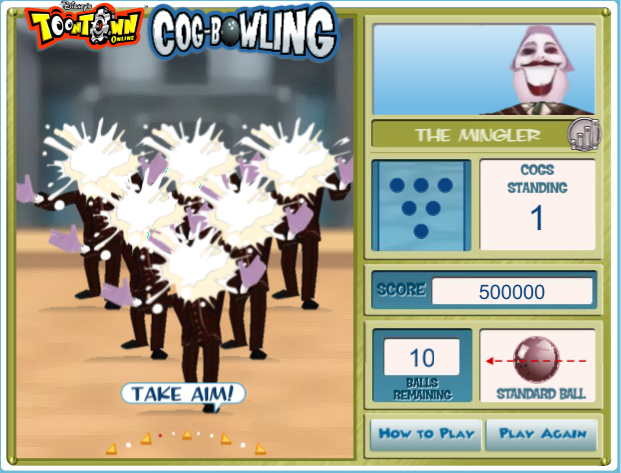 Disney's
TOONTOWN
ONLINE
COG-BOWLING
THE MINGLER
COGS
STANDING
1
SCORE
500000
10
BALLS
REMAINING
STANDARD BALL
TAKE AIM!
HOW TO PLAY
PLAY AGAIN